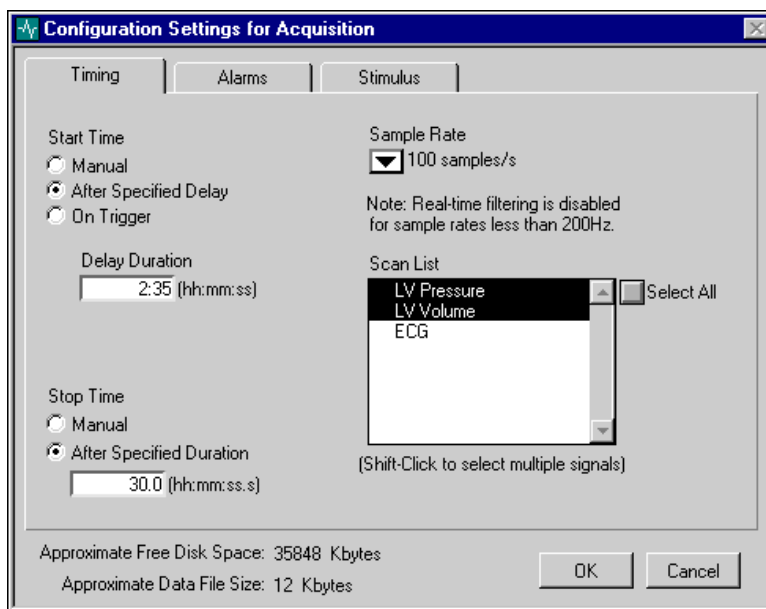 Configuration Settings for Acquisition
Timing
Alarms
Stimulus
Start Time
Manual
After Specified Delay
On Trigger
Delay Duration
2:35 (hh:mm:ss)
Stop Time
Manual
After Specified Duration
30.0 (hh:mm:ss.s)
Sample Rate
100 samples/s
Note: Real-time filtering is disabled
for sample rates less than 200Hz.
Scan List
LV Pressure
LV Volume
ECG
Select All
(Shift-Click to select multiple signals)
Approximate Free Disk Space: 35848 Kbytes
Approximate Data File Size: 12 Kbytes
OK
Cancel